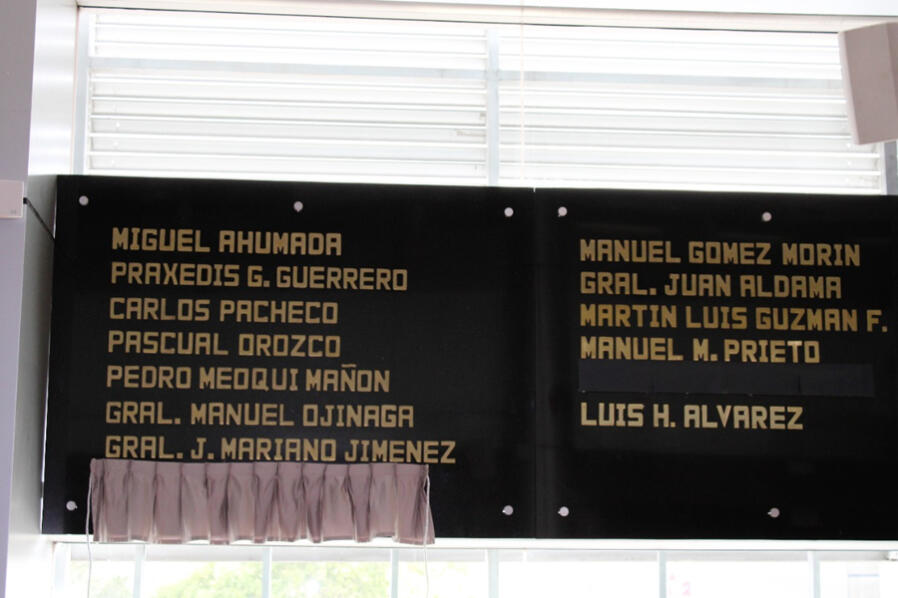 MIGUEL AHUMADA
PRAXEDIS G. GUERRERO
CARLOS PACHECO
PASCUAL OROZCO
PEDRO MEOQUI MAÑON
GRAL. MANUEL OJINAGA
GRAL. J. MARIANO JIMENEZ
MANUEL GOMEZ MORIN
GRAL. JUAN ALDAMA
MARTIN LUIS GUZMAN F.
MANUEL M. PRIETO
LUIS H. ALVAREZ